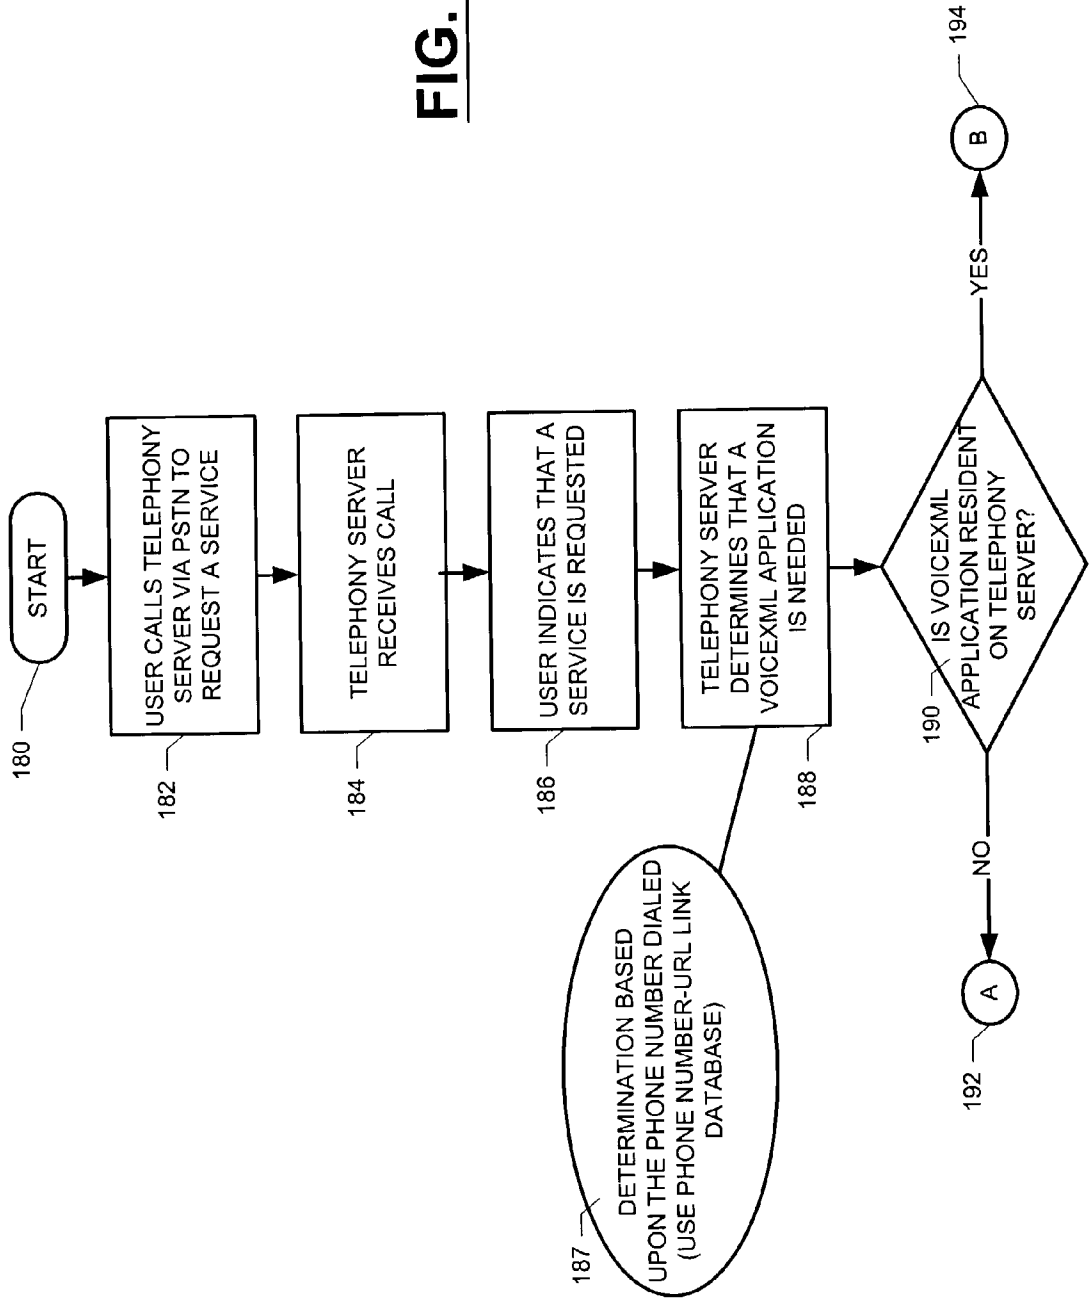 FIG.
START
180
USER CALLS TELEPHONY
SERVER VIA PSTN TO
REQUEST A SERVICE
182
TELEPHONY SERVER
RECEIVES CALL
184
USER INDICATES THAT A
SERVICE IS REQUESTED
186
TELEPHONY SERVER
DETERMINES THAT A
VOICEXML APPLICATION
IS NEEDED
188
DETERMINATION BASED
UPON THE PHONE NUMBER DIALED
(USE PHONE NUMBER-URL LINK
DATABASE)
187
IS VOICEXML
APPLICATION RESIDENT
ON TELEPHONY
SERVER?
190
NO
A
192
YES
B
194